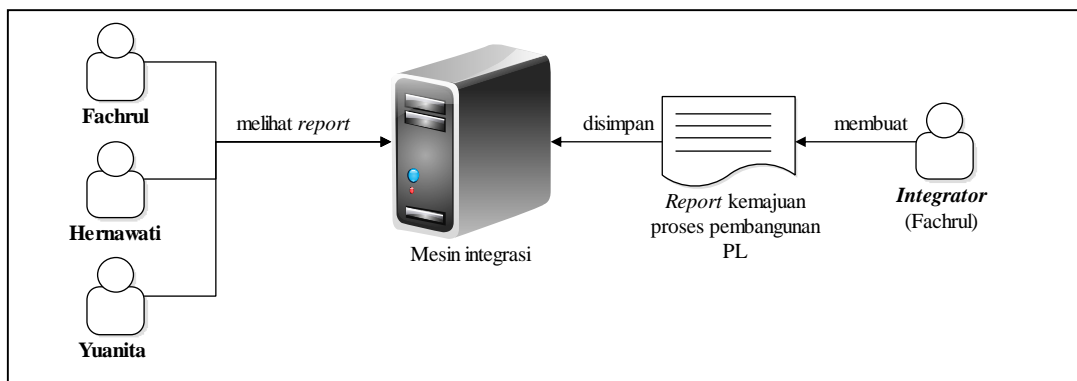 Fachrul
Hernawati
Yuanita
melihat report
Mesin integrasi
disimpan
Report kemajuan
proses pembangunan
PL
membuat
Integrator
(Fachrul)